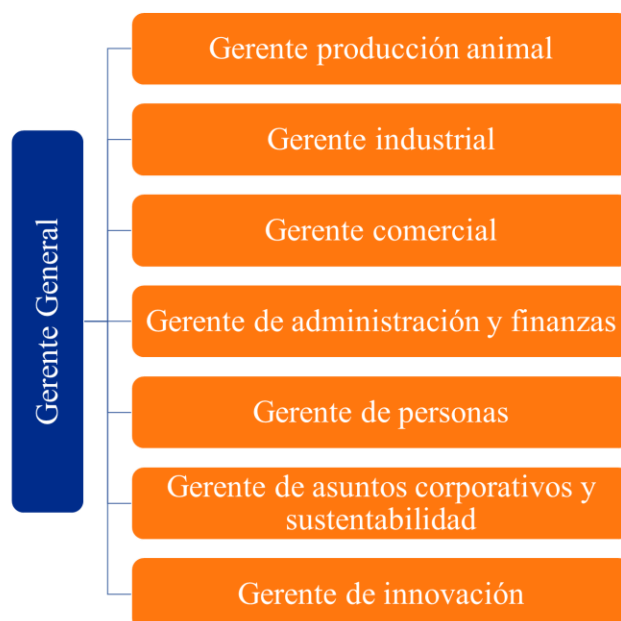 Gerente General
Gerente producción animal
Gerente industrial
Gerente comercial
Gerente de administración y finanzas
Gerente de personas
Gerente de asuntos corporativos y
sustentabilidad
Gerente de innovación